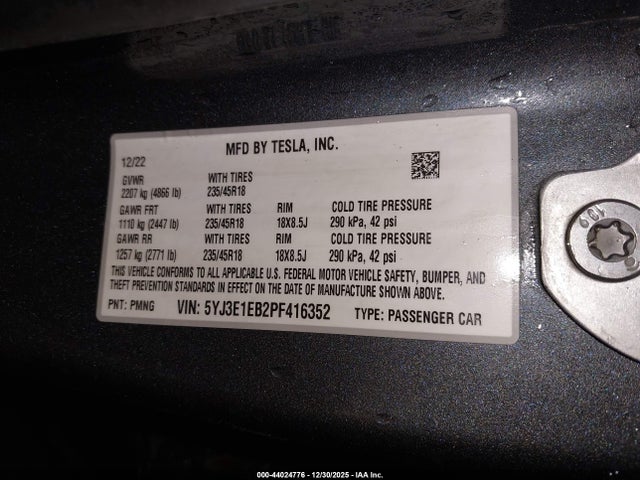 MFD BY TESLA, INC.
12/22
GVWR WITH TIRES
2207 kg (4866 lb) 235/45R18
GAWR FRT WITH TIRES RIM COLD TIRE PRESSURE
1110 kg (2447 lb) 235/45R18 18X8.5J 290 kPa, 42 psi
GAWR RR WITH TIRES RIM COLD TIRE PRESSURE
1257 kg (2771 lb) 235/45R18 18X8.5J 290 kPa, 42 psi
THIS VEHICLE CONFORMS TO ALL APPLICABLE U.S. FEDERAL MOTOR VEHICLE SAFETY, BUMPER, AND
THEFT PREVENTION STANDARDS IN EFFECT ON THE DATE OF MANUFACTURE SHOWN ABOVE.
PNT: PMNG VIN: 5YJ3E1EB2PF416352 TYPE: PASSENGER CAR
000-44024776 - 12/30/2025 - IAA Inc.